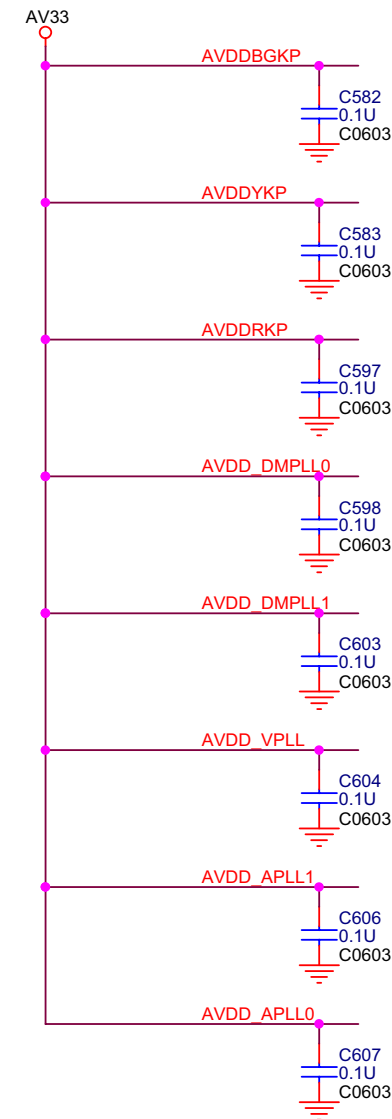 AV33
AVDDBGKP
C582
0.1U
C0603
AVDDYKP
C583
0.1U
C0603
AVDDRKP
C597
0.1U
C0603
AVDD_DMPLL0
C598
0.1U
C0603
AVDD_DMPLL1
C603
0.1U
C0603
AVDD_VPLL
C604
0.1U
C0603
AVDD_APLL1
C606
0.1U
C0603
AVDD_APLL0
C607
0.1U
C0603